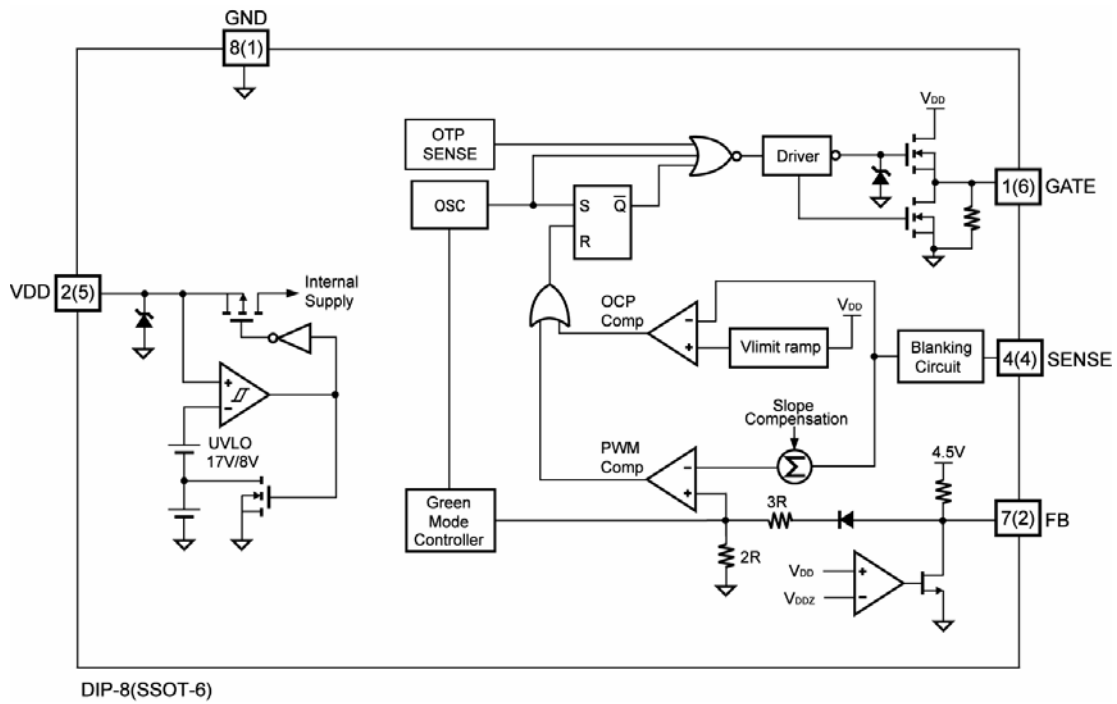 GND
8(1)
OTP
SENSE
OSC
S
Q̅
R
Driver
VDD
1(6)
GATE
VDD
2(5)
Internal
Supply
+
−
UVLO
17V/8V
OCP
Comp
−
+
Vlimit ramp
VDD
Blanking
Circuit
4(4)
SENSE
Slope
Compensation
Σ
PWM
Comp
−
+
4.5V
Green
Mode
Controller
3R
2R
7(2)
FB
VDD
+
VDDZ
−
DIP-8(SSOT-6)